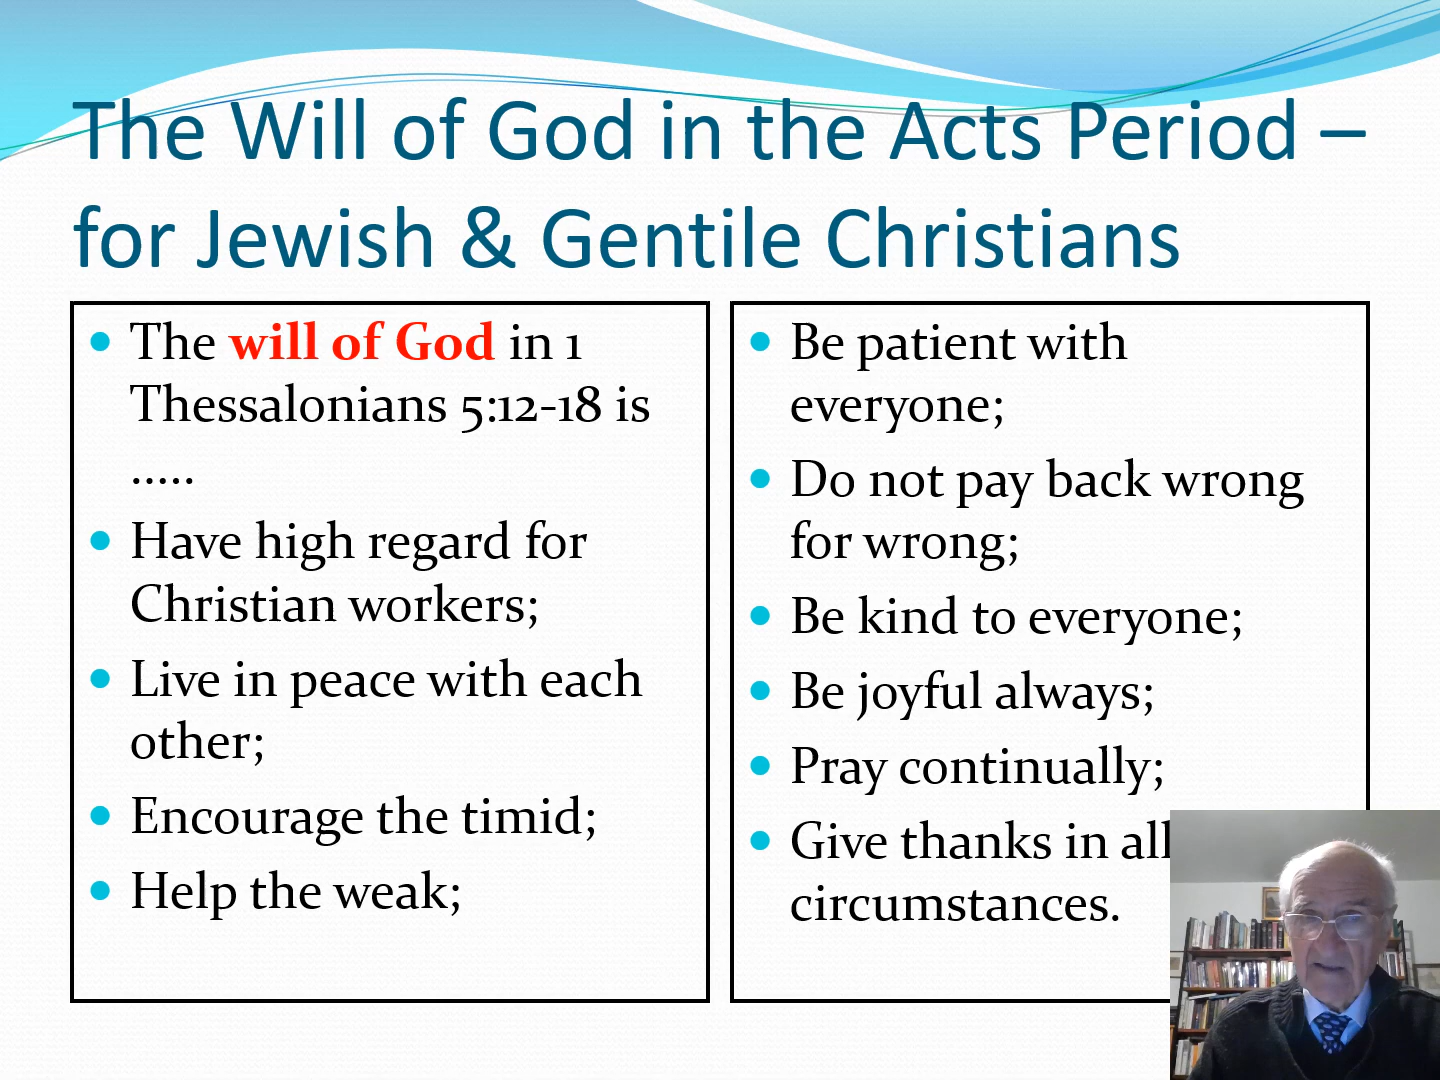 The Will of God in the Acts Period –
for Jewish & Gentile Christians
The will of God in 1
Thessalonians 5:12-18 is
.....
Have high regard for
Christian workers;
Live in peace with each
other;
Encourage the timid;
Help the weak;
Be patient with
everyone;
Do not pay back wrong
for wrong;
Be kind to everyone;
Be joyful always;
Pray continually;
Give thanks in all
circumstances.